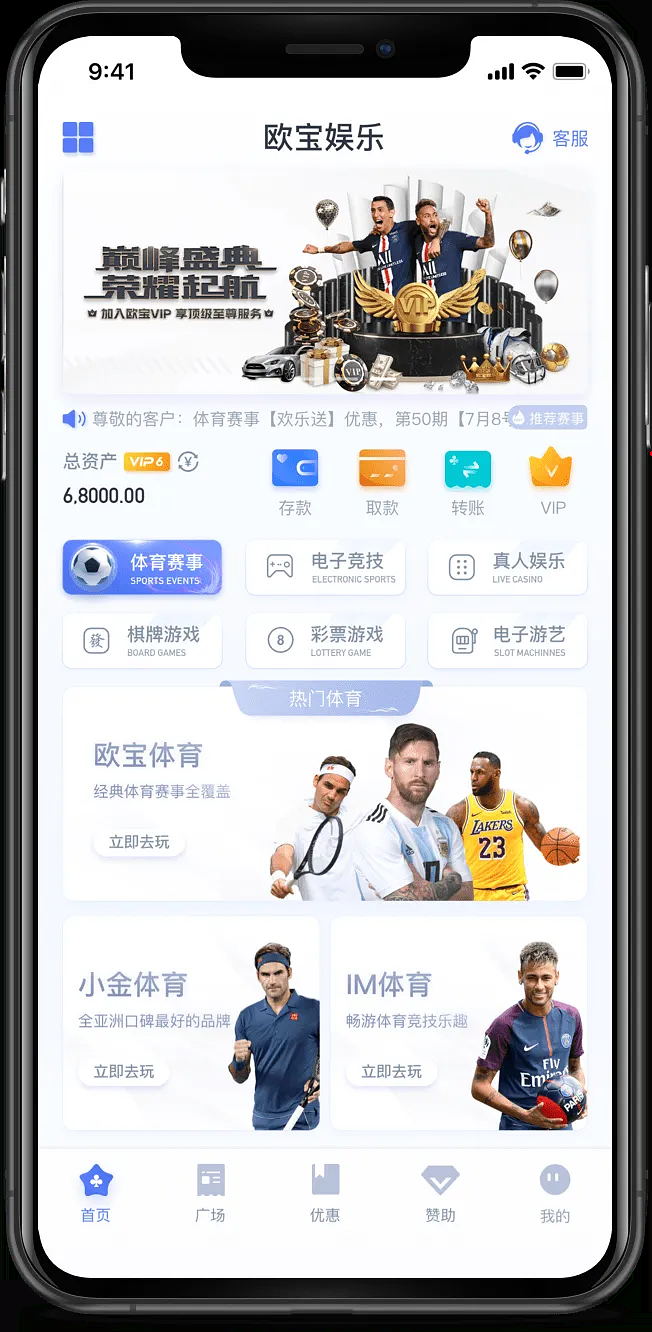 9:41
欧宝娱乐
客服
巅峰盛典
荣耀起航
加入欧宝VIP 享顶级至尊服务
VIP
VIP
尊敬的客户：体育赛事【欢乐送】优惠，第50期【7月8号
推荐赛事
总资产 VIP 6
6,8000.00
存款
取款
转账
VIP
体育赛事
SPORTS EVENTS
电子竞技
ELECTRONIC SPORTS
真人娱乐
LIVE CASINO
發
棋牌游戏
BOARD GAMES
8
彩票游戏
LOTTERY GAME
电子游艺
SLOT MACHINNES
热门体育
欧宝体育
经典体育赛事全覆盖
立即去玩
LAKERS
23
小金体育
全亚洲口碑最好的品牌
立即去玩
IM体育
畅游体育竞技乐趣
立即去玩
Fly
Emir
PARIS
首页
广场
优惠
赞助
我的